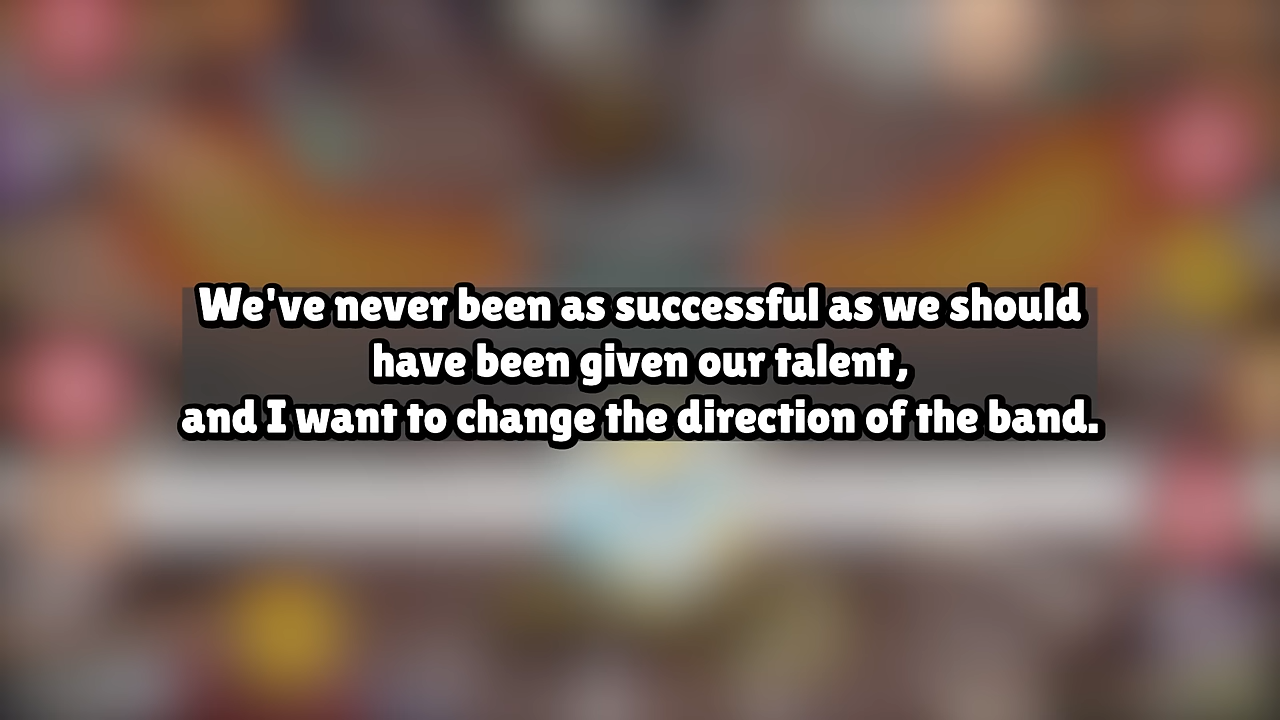 We've never been as successful as we should
have been given our talent,
and I want to change the direction of the band.